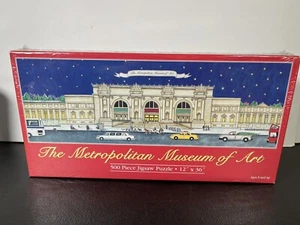 The Metropolitan Museum of Art
500 Piece Jigsaw Puzzle • 12" x 36"